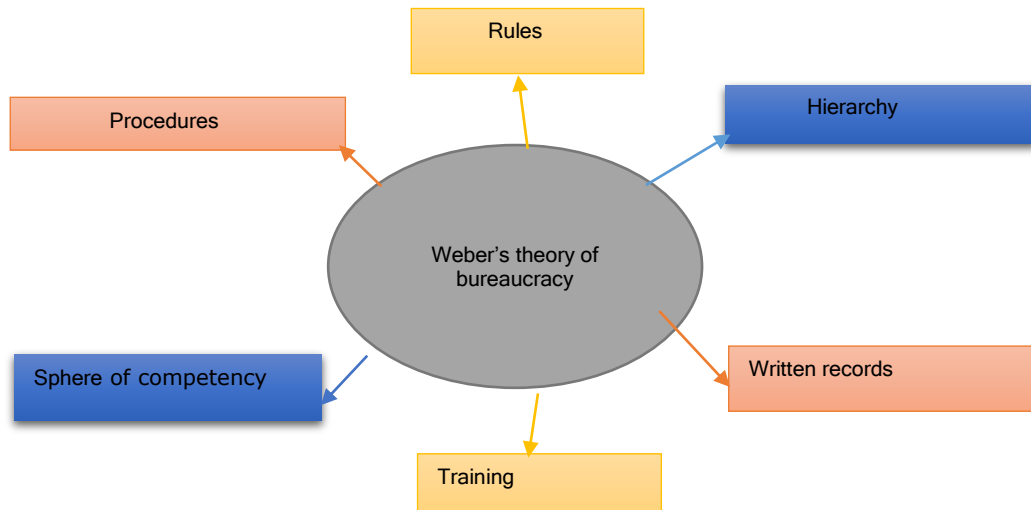 Rules
Procedures
Hierarchy
Weber’s theory of
bureaucracy
Sphere of competency
Written records
Training